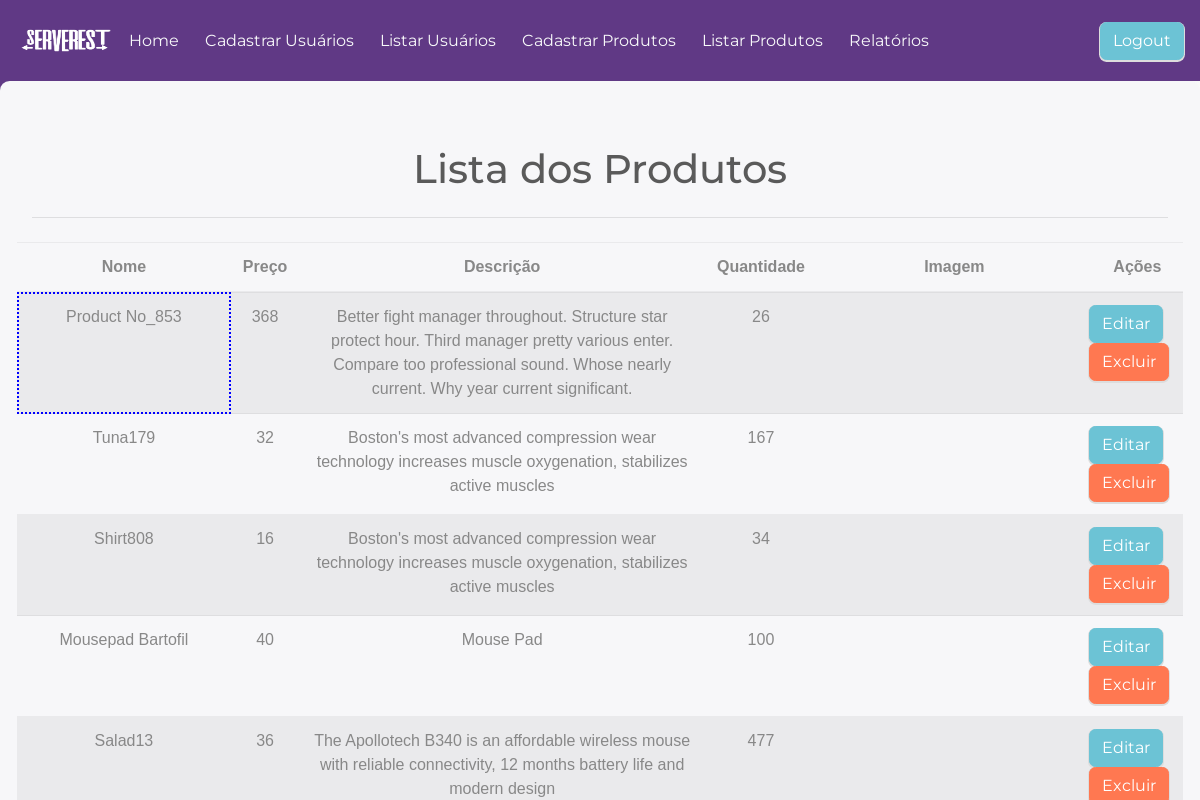 SERVEREST Home Cadastrar Usuários Listar Usuários Cadastrar Produtos Listar Produtos Relatórios Logout
Lista dos Produtos
Nome Preço Descrição Quantidade Imagem Ações
Product No_853 368 Better fight manager throughout. Structure star 26 Editar
protect hour. Third manager pretty various enter.
Compare too professional sound. Whose nearly Excluir
current. Why year current significant.
Tuna179 32 Boston's most advanced compression wear 167 Editar
technology increases muscle oxygenation, stabilizes
active muscles Excluir
Shirt808 16 Boston's most advanced compression wear 34 Editar
technology increases muscle oxygenation, stabilizes
active muscles Excluir
Mousepad Bartofil 40 Mouse Pad 100 Editar
Excluir
Salad13 36 The Apollotech B340 is an affordable wireless mouse 477 Editar
with reliable connectivity, 12 months battery life and
modern design Excluir